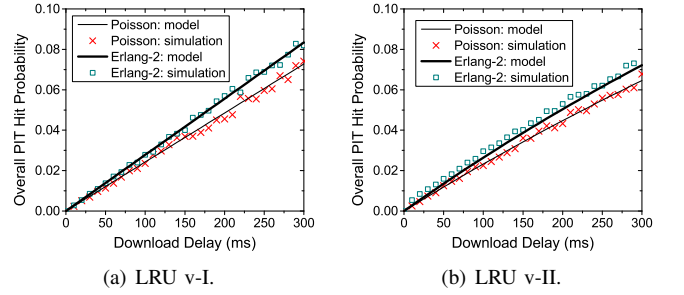 Overall PIT Hit Probability
0.10
0.08
0.06
0.04
0.02
0.00
Poisson: model
Poisson: simulation
Erlang-2: model
Erlang-2: simulation
0 50 100 150 200 250 300
Download Delay (ms)
(a) LRU v-I.
Overall PIT Hit Probability
0.10
0.08
0.06
0.04
0.02
0.00
Poisson: model
Poisson: simulation
Erlang-2: model
Erlang-2: simulation
0 50 100 150 200 250 300
Download Delay (ms)
(b) LRU v-II.